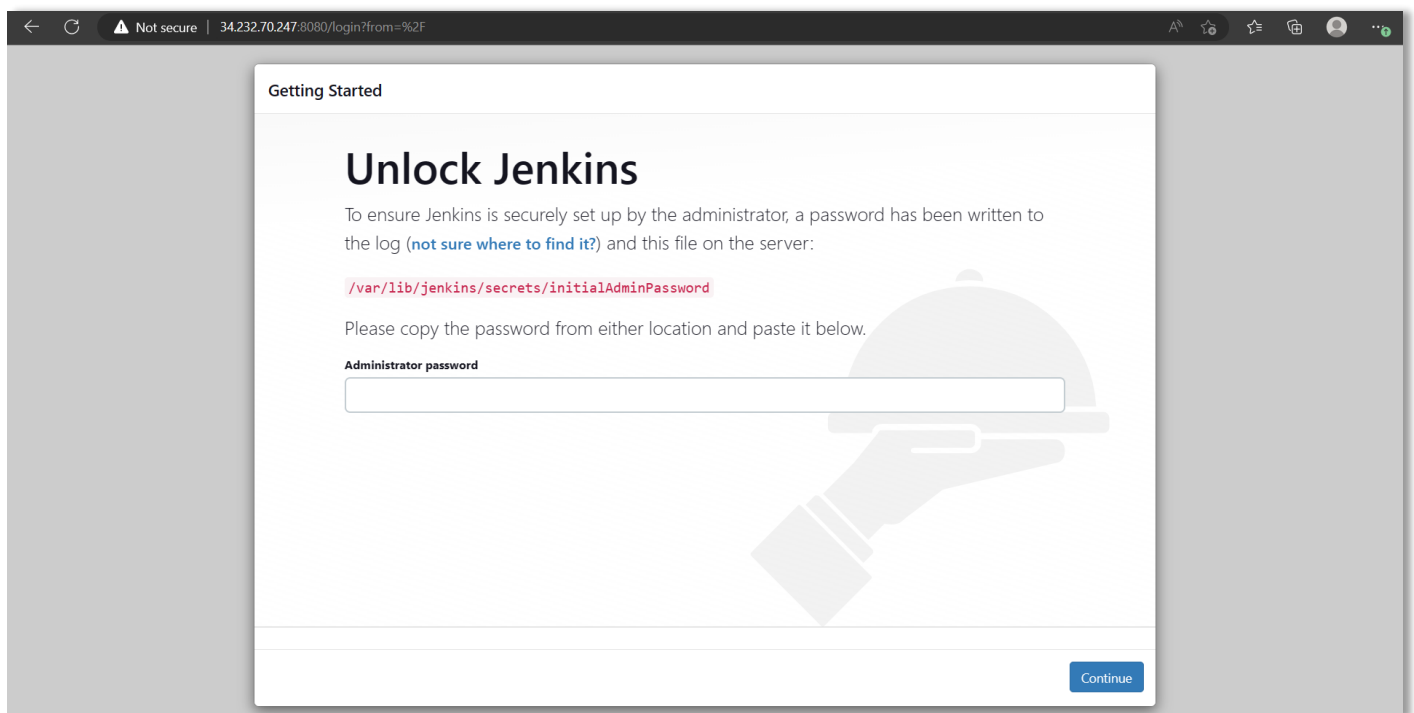 Not secure | 34.232.70.247:8080/login?from=%2F
Getting Started
Unlock Jenkins
To ensure Jenkins is securely set up by the administrator, a password has been written to
the log (not sure where to find it?) and this file on the server:
/var/lib/jenkins/secrets/initialAdminPassword
Please copy the password from either location and paste it below.
Administrator password
Continue